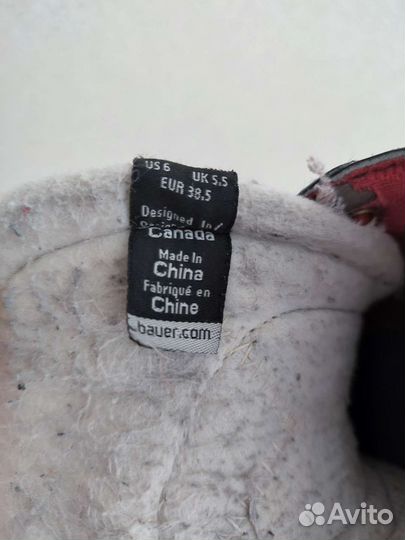 US 6 UK 5.5
EUR 38.5
Designed In/
Canada
Made In
China
Fabriqué en
Chine
bauer.com
Avito